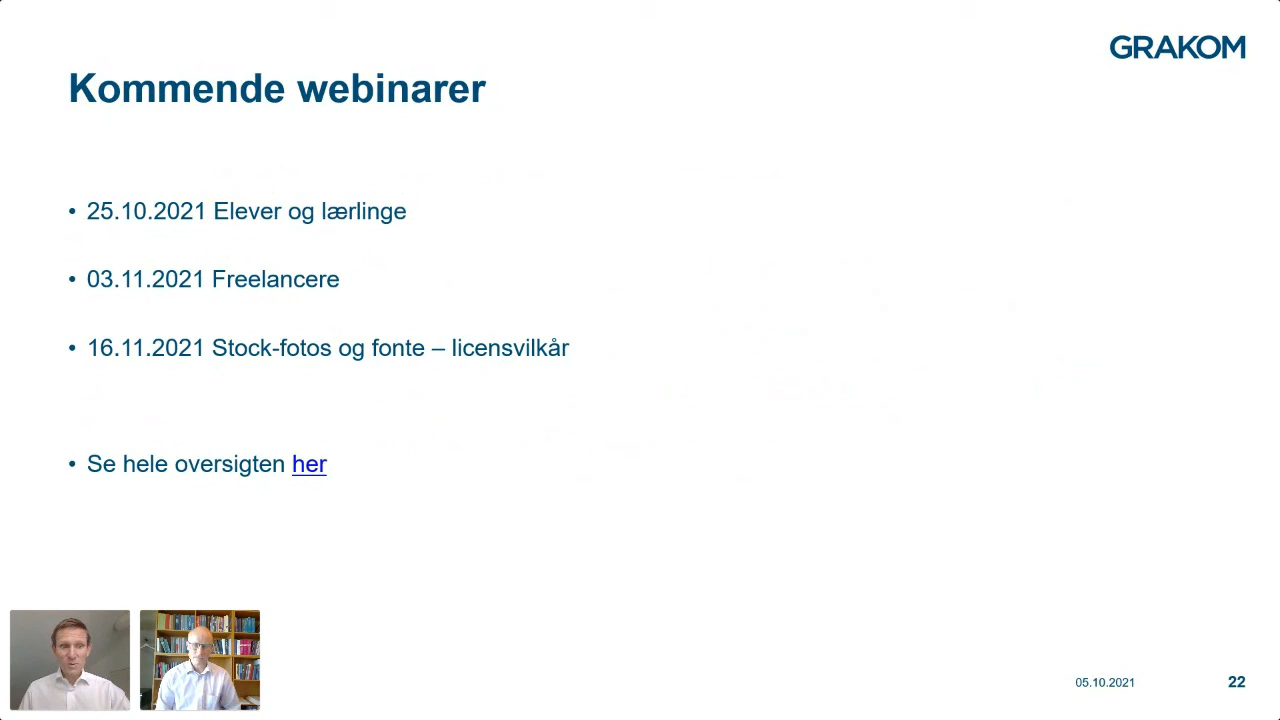 GRAKOM
Kommende webinarer
• 25.10.2021 Elever og lærlinge
• 03.11.2021 Freelancere
• 16.11.2021 Stock-fotos og fonte – licensvilkår
• Se hele oversigten her
05.10.2021
22